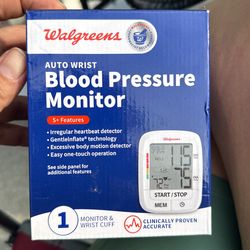 Walgreens
AUTO WRIST
Blood Pressure
Monitor
5+ Features
• Irregular heartbeat detector
• Gentleinflate® technology
• Excessive body motion detector
• Easy one-touch operation
See side panel for
additional features
Walgreens
START / STOP
MEM
1
MONITOR &
WRIST CUFF
CLINICALLY PROVEN
ACCURATE